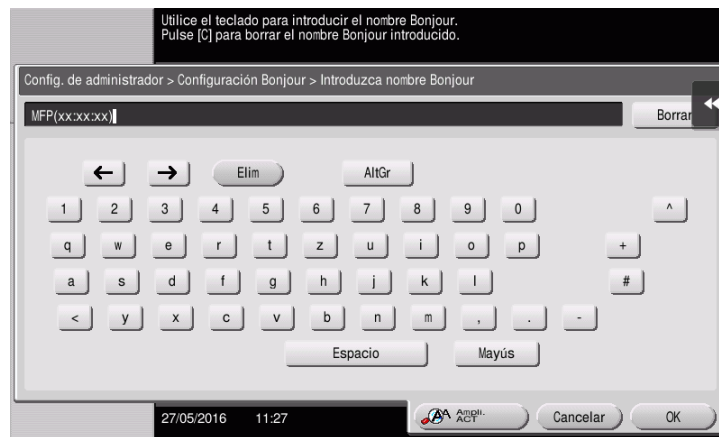 Utilice el teclado para introducir el nombre Bonjour.
Pulse [C] para borrar el nombre Bonjour introducido.
Config. de administrador > Configuración Bonjour > Introduzca nombre Bonjour
MFP(xx:xx:xx)
Borrar
← → Elim AltGr
1 2 3 4 5 6 7 8 9 0 ^
q w e r t z u i o p +
a s d f g h j k l #
< y x c v b n m , . -
Espacio Mayús
27/05/2016 11:27 AA Ampli. ACT Cancelar OK